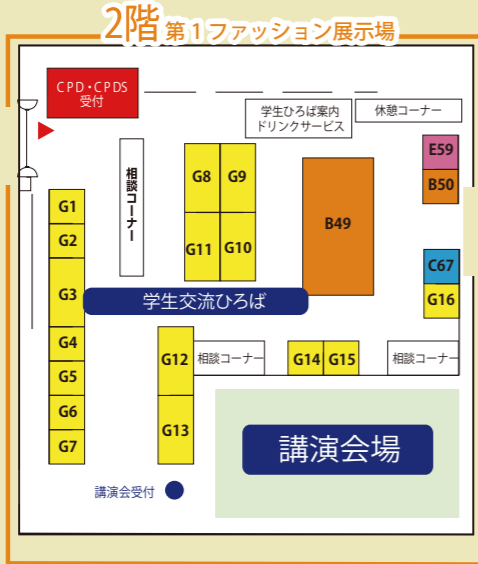 2階 第1ファッション展示場
CPD・CPDS
受付
学生ひろば案内
ドリンクサービス
休憩コーナー
相談コーナー
G8
G9
E59
B50
G1
G2
G3
G4
G5
G6
G7
G11
G10
B49
C67
G16
学生交流ひろば
G12
相談コーナー
G14
G15
相談コーナー
G13
講演会場
講演会受付